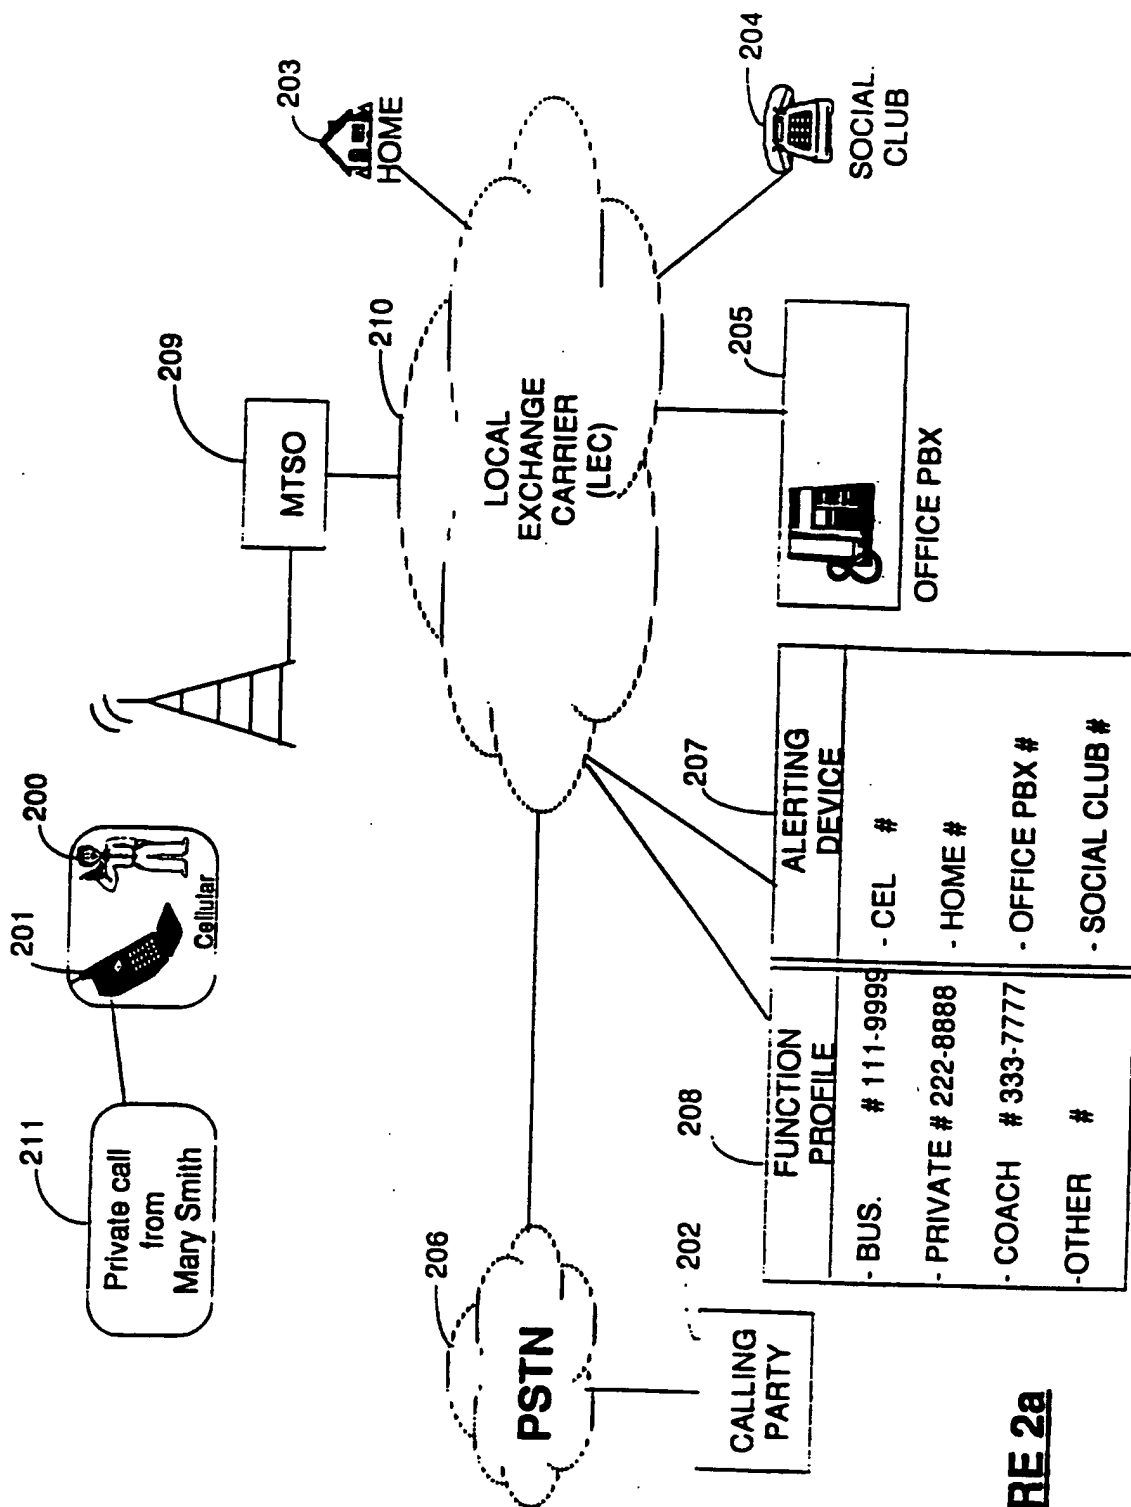 211
Private call
from
Mary Smith
201
200
Cellular
209
MTSO
203
HOME
210
LOCAL
EXCHANGE
CARRIER
(LEC)
204
SOCIAL
CLUB
206
PSTN
202
CALLING
PARTY
208
FUNCTION
PROFILE
- BUS. # 111-9999
- PRIVATE # 222-8888
- COACH # 333-7777
-OTHER #
207
ALERTING
DEVICE
- CEL #
- HOME #
- OFFICE PBX #
- SOCIAL CLUB #
205
OFFICE PBX
RE 2a